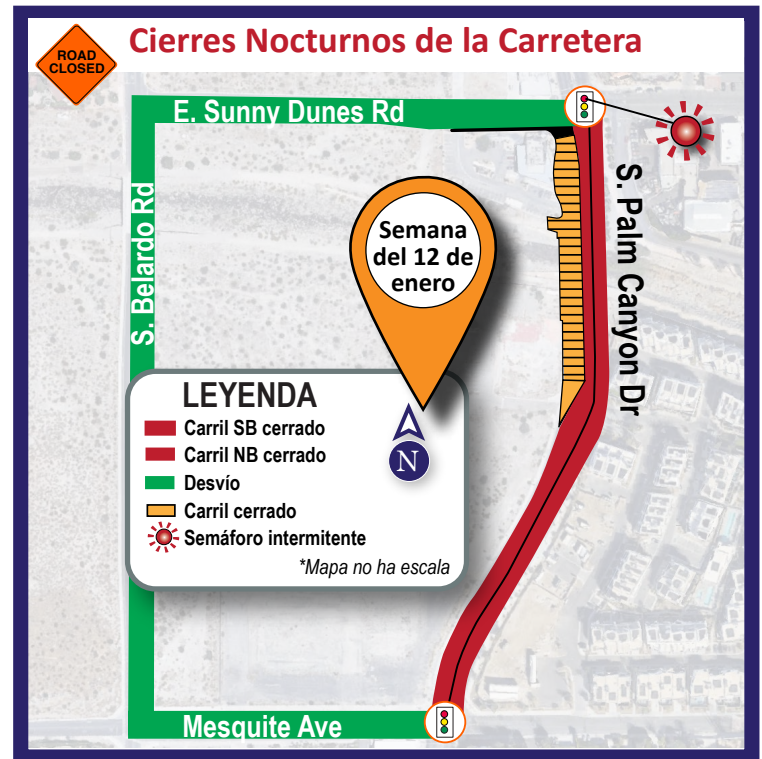 ROAD
CLOSED
Cierres Nocturnos de la Carretera
E. Sunny Dunes Rd
S. Belardo Rd
S. Palm Canyon Dr
Semana
del 12 de
enero
LEYENDA
Carril SB cerrado
Carril NB cerrado
Desvío
Carril cerrado
Semáforo intermitente
*Mapa no ha escala
N
Mesquite Ave